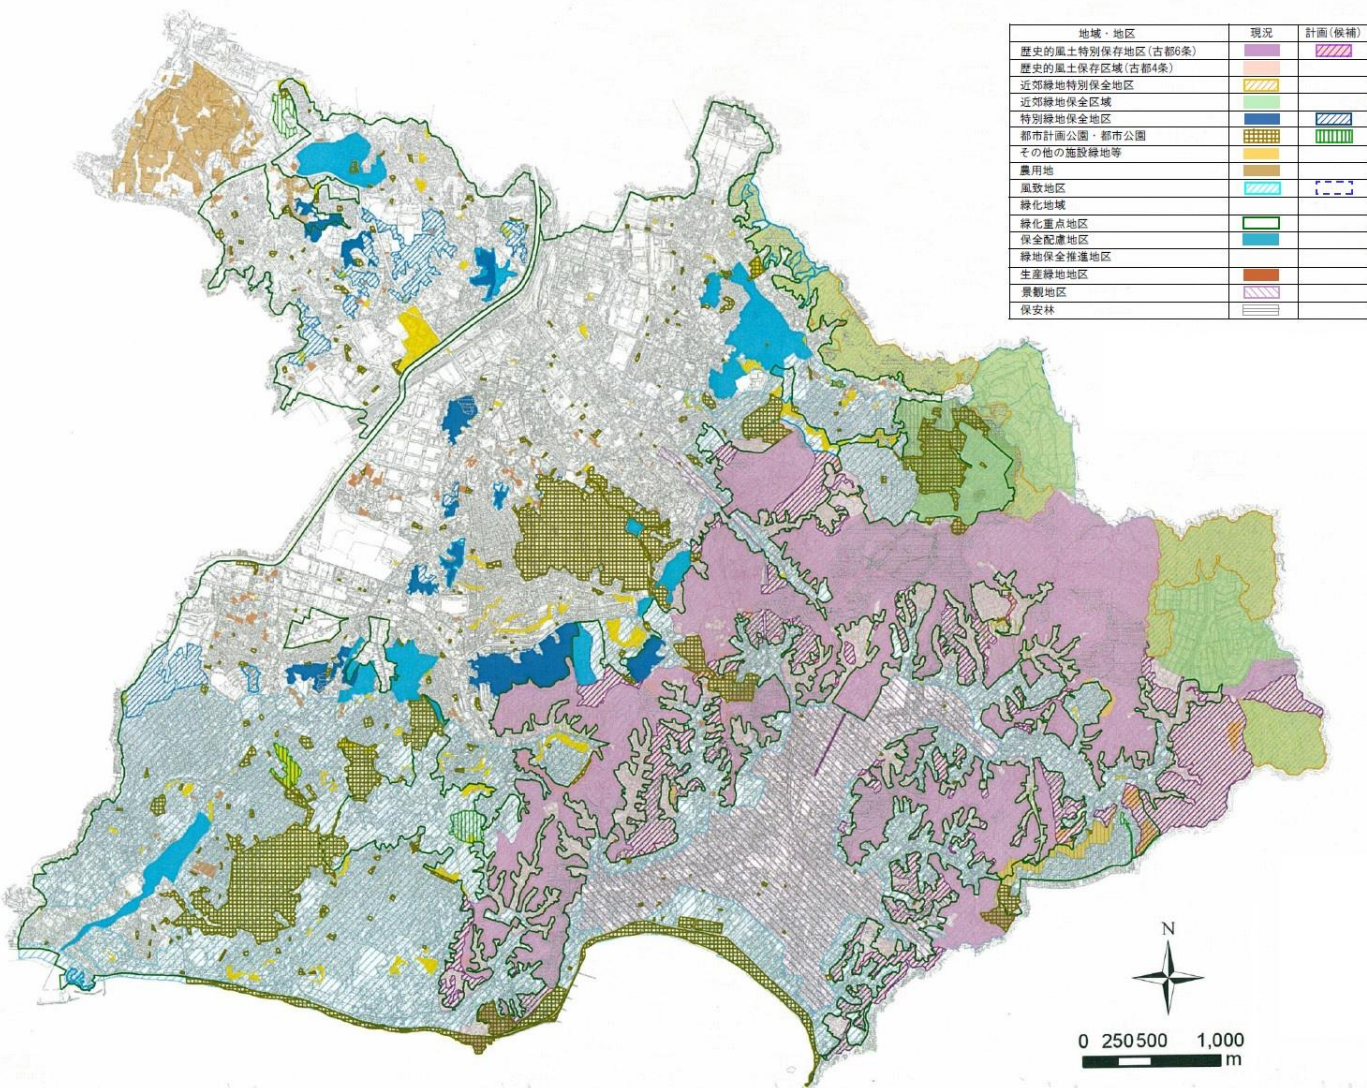 地域・地区 現況 計画(候補)
歴史的風土特別保存地区(古都6条)
歴史的風土保存区域(古都4条)
近郊緑地特別保全地区
近郊緑地保全区域
特別緑地保全地区
都市計画公園・都市公園
その他の施設緑地等
農用地
風致地区
緑化地域
緑化重点地区
保全配慮地区
緑地保全推進地区
生産緑地地区
景観地区
保安林
N
0 250 500 1,000
m